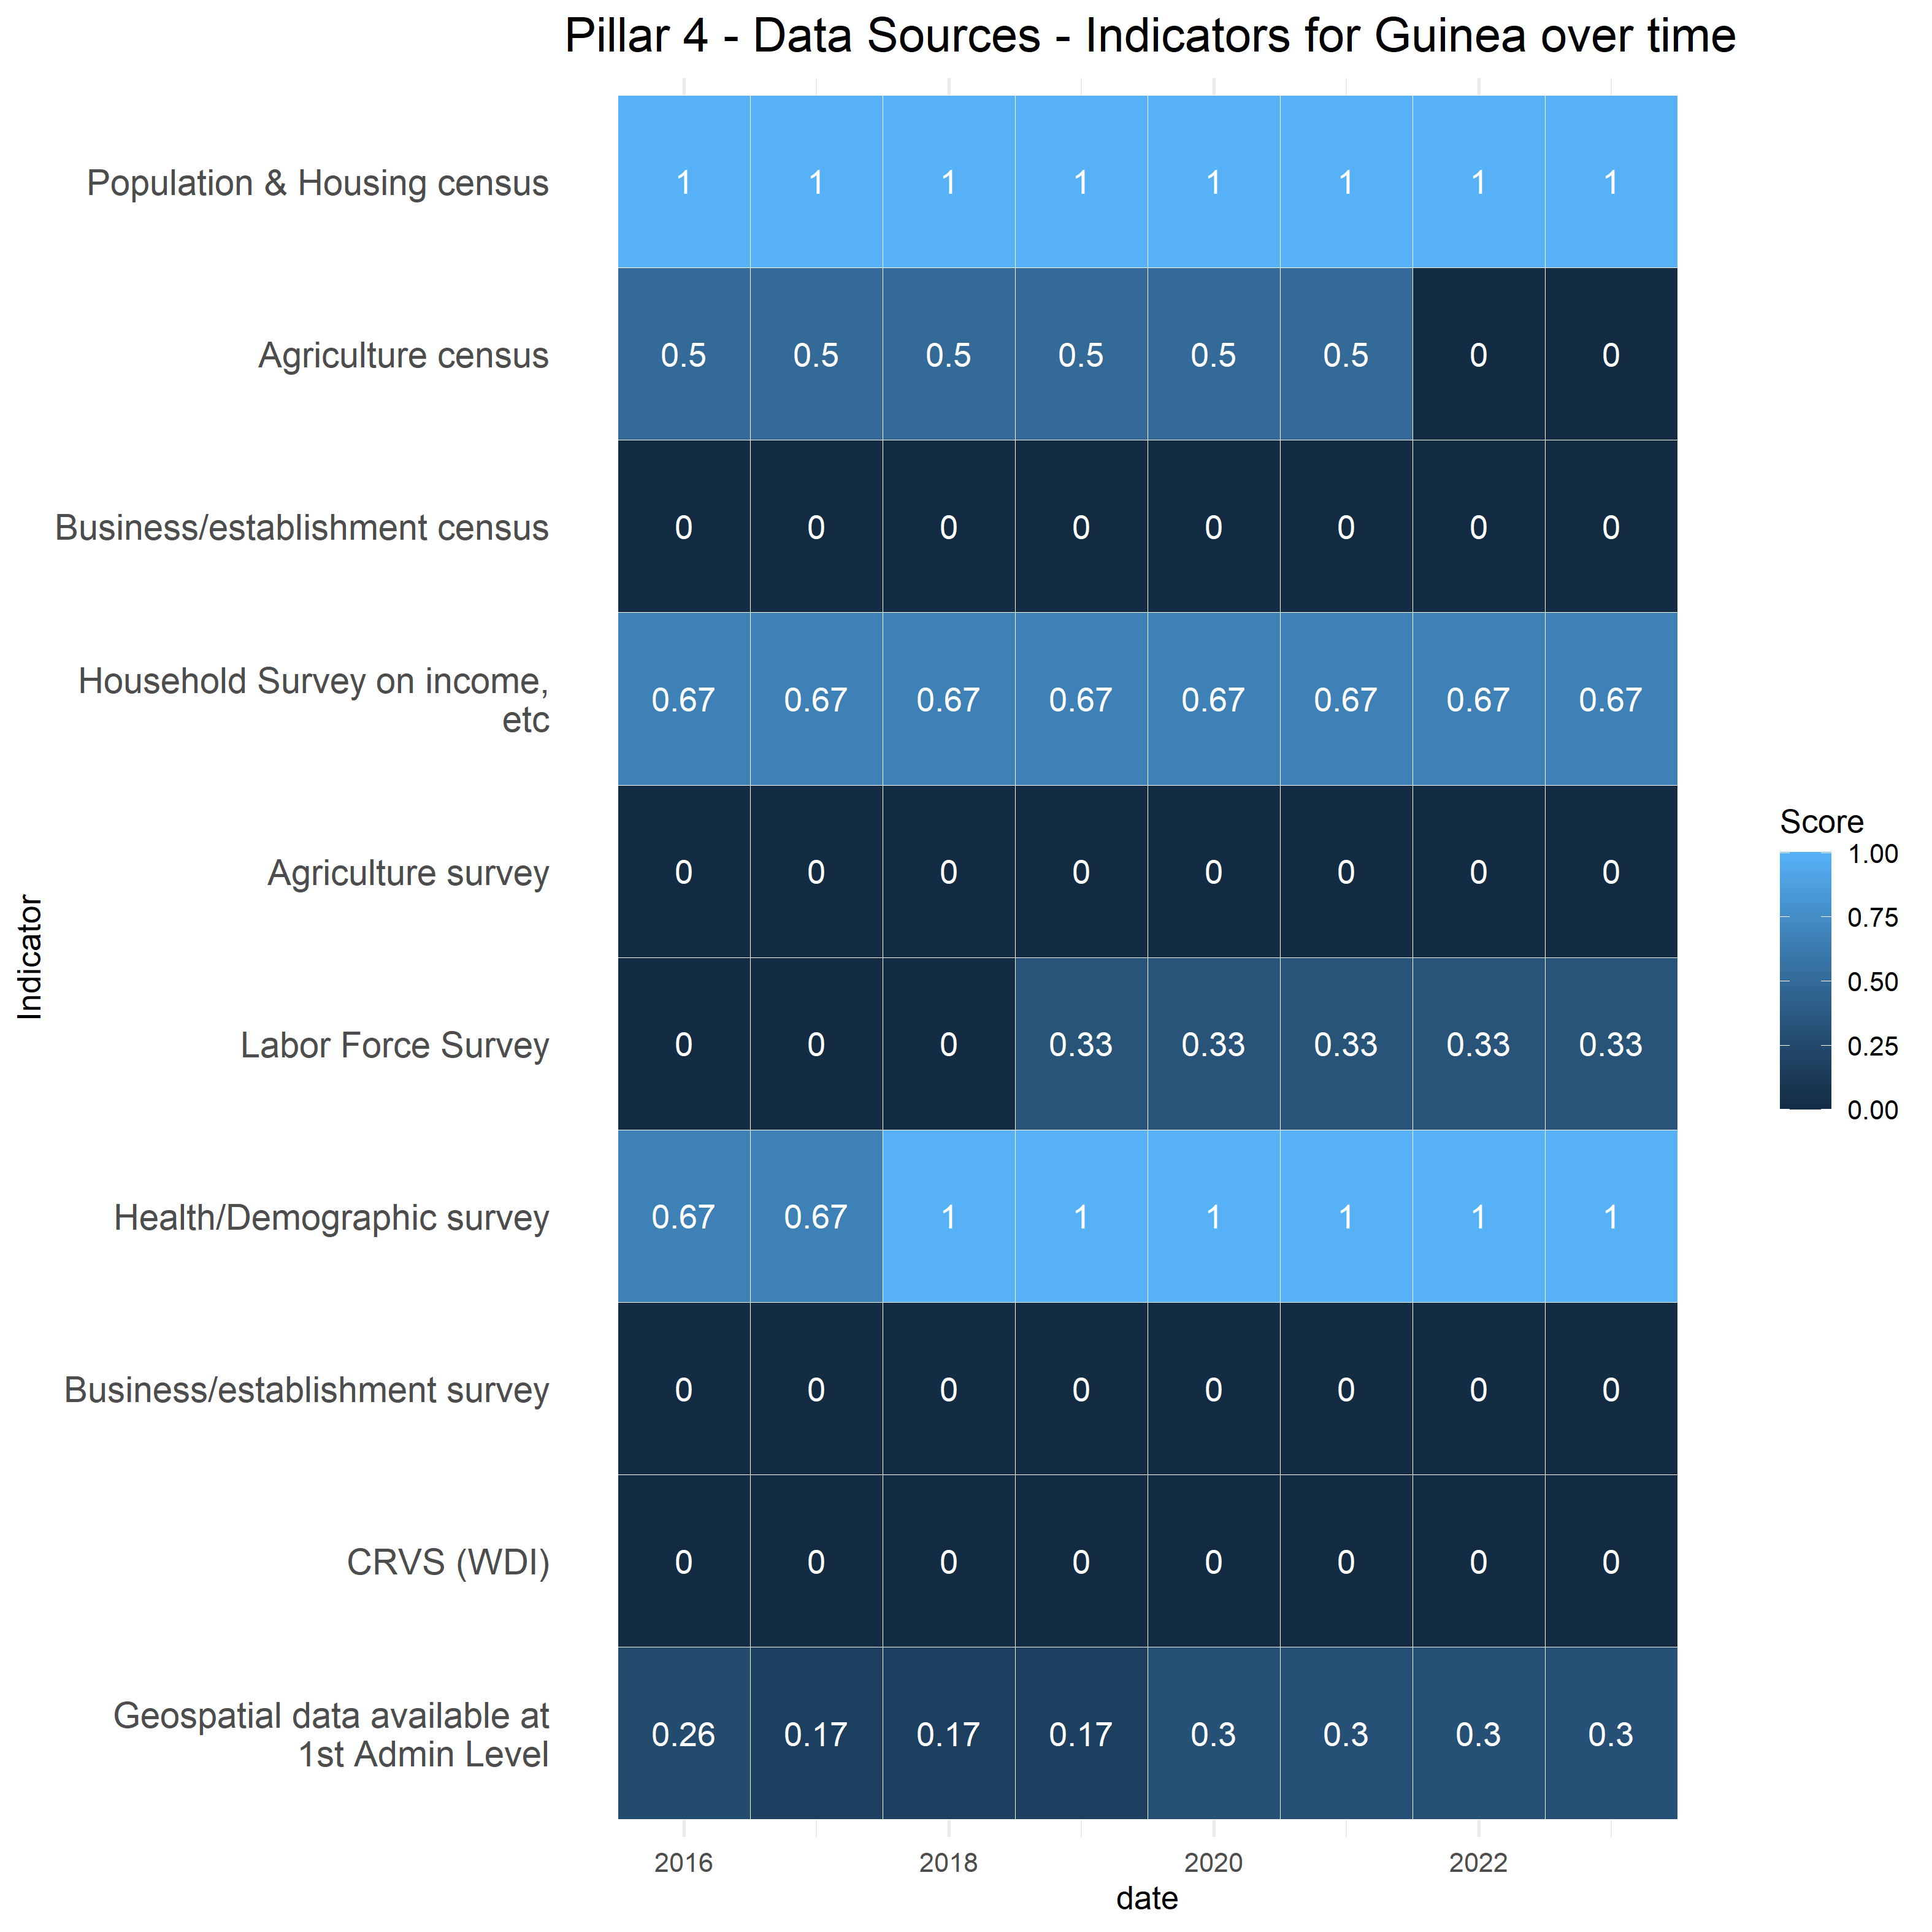 Pillar 4 - Data Sources - Indicators for Guinea over time
Population & Housing census
1 1 1 1 1 1 1 1
Agriculture census
0.5 0.5 0.5 0.5 0.5 0.5 0 0
Business/establishment census
0 0 0 0 0 0 0 0
Household Survey on income,
etc
0.67 0.67 0.67 0.67 0.67 0.67 0.67 0.67
Agriculture survey
0 0 0 0 0 0 0 0
Labor Force Survey
0 0 0 0.33 0.33 0.33 0.33 0.33
Health/Demographic survey
0.67 0.67 1 1 1 1 1 1
Business/establishment survey
0 0 0 0 0 0 0 0
CRVS (WDI)
0 0 0 0 0 0 0 0
Geospatial data available at
1st Admin Level
0.26 0.17 0.17 0.17 0.3 0.3 0.3 0.3
2016 2018 2020 2022
date
Indicator
Score
1.00
0.75
0.50
0.25
0.00